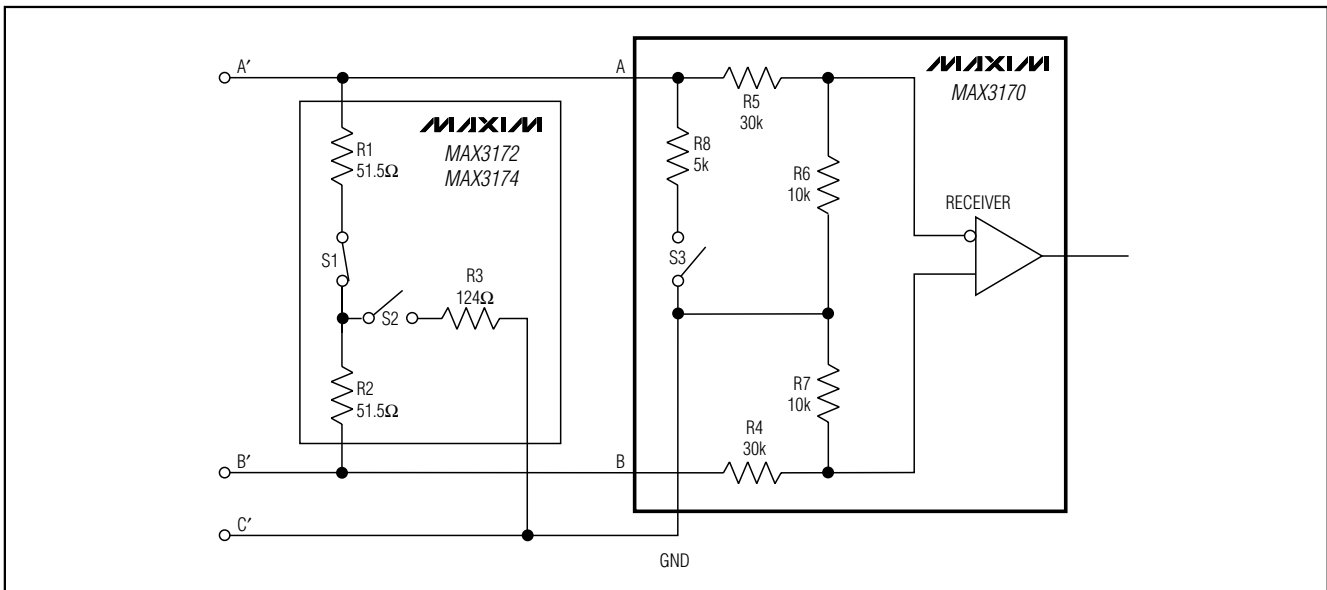 A′
A
MAXIM
MAX3170
R5
30k
MAXIM
MAX3172
MAX3174
R1
51.5Ω
R8
5k
R6
10k
RECEIVER
S1
S3
R3
124Ω
S2
R2
51.5Ω
R7
10k
R4
30k
B′
B
C′
GND